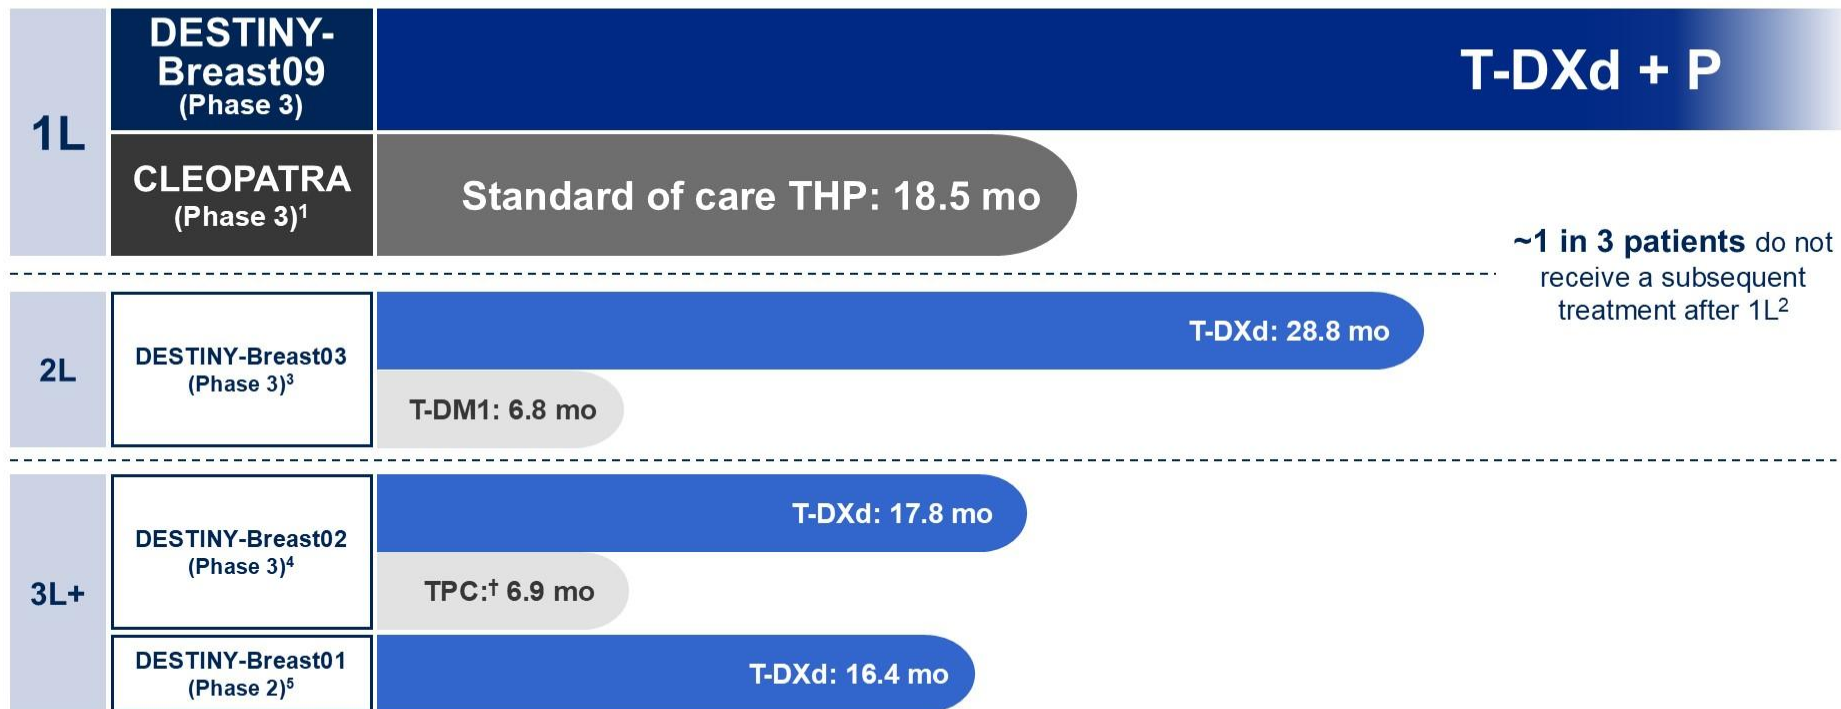 1L
DESTINY-
Breast09
(Phase 3)
T-DXd + P
CLEOPATRA
(Phase 3)¹
Standard of care THP: 18.5 mo
~1 in 3 patients do not
receive a subsequent
treatment after 1L²
2L
DESTINY-Breast03
(Phase 3)³
T-DXd: 28.8 mo
T-DM1: 6.8 mo
3L+
DESTINY-Breast02
(Phase 3)⁴
T-DXd: 17.8 mo
TPC:† 6.9 mo
DESTINY-Breast01
(Phase 2)⁵
T-DXd: 16.4 mo